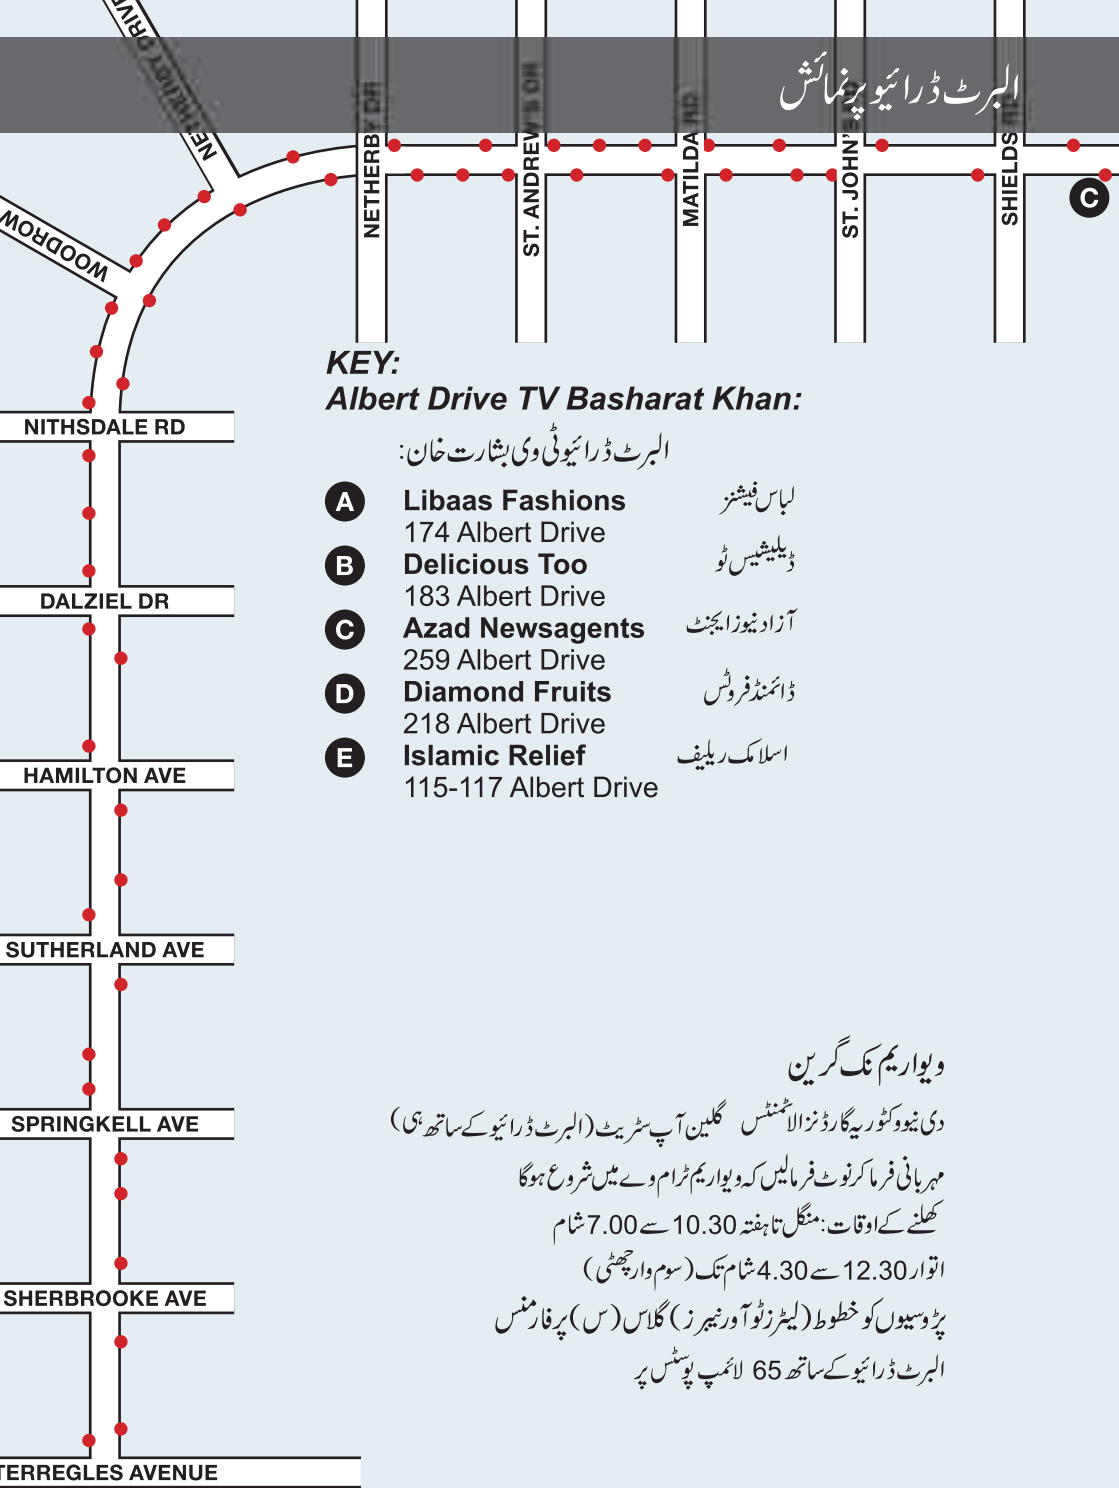 البرٹ ڈرائیو پر نمائش
NETHERBY DRIVE
WOODROW
NETHERBY DR
ST. ANDREW'S DR
MATILDA RD
ST. JOHN'S RD
SHIELDS RD
C
NITHSDALE RD
DALZIEL DR
HAMILTON AVE
SUTHERLAND AVE
SPRINGKELL AVE
SHERBROOKE AVE
TERREGLES AVENUE
KEY:
Albert Drive TV Basharat Khan:
البرٹ ڈرائیو ٹی وی بشارت خان:
A Libaas Fashions لباس فیشنز
174 Albert Drive
B Delicious Too ڈیلیشیس ٹو
183 Albert Drive
C Azad Newsagents آزاد نیوز ایجنٹ
259 Albert Drive
D Diamond Fruits ڈائمنڈ فروٹس
218 Albert Drive
E Islamic Relief اسلامک ریلیف
115-117 Albert Drive
ویواریم نک گرین
دی نیو وکٹوریہ گارڈنز الاٹمنٹس گلین آپ سٹریٹ (البرٹ ڈرائیو کے ساتھ ہی)
مہربانی فرما کر نوٹ فرمالیں کہ ویواریم ٹرام وے میں شروع ہوگا
کھلنے کے اوقات: منگل تا ہفتہ 10.30 سے 7.00 شام
اتوار 12.30 سے 4.30 شام تک (سوموار چھٹی)
پڑوسیوں کو خطوط (لیٹرز ٹو آور نیبرز) گلاس (س) پرفارمنس
البرٹ ڈرائیو کے ساتھ 65 لائمپ پوسٹس پر